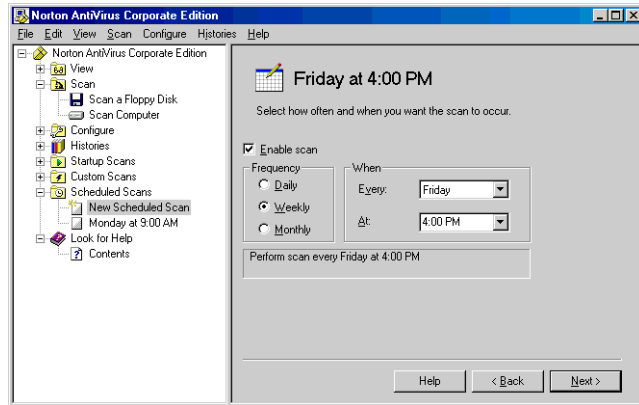 Norton AntiVirus Corporate Edition
File Edit View Scan Configure Histories Help
Norton AntiVirus Corporate Edition
View
Scan
Scan a Floppy Disk
Scan Computer
Configure
Histories
Startup Scans
Custom Scans
Scheduled Scans
New Scheduled Scan
Monday at 9:00 AM
Look for Help
Contents
Friday at 4:00 PM
Select how often and when you want the scan to occur.
Enable scan
Frequency
Daily
Weekly
Monthly
When
Every: Friday
At: 4:00 PM
Perform scan every Friday at 4:00 PM
Help < Back Next >